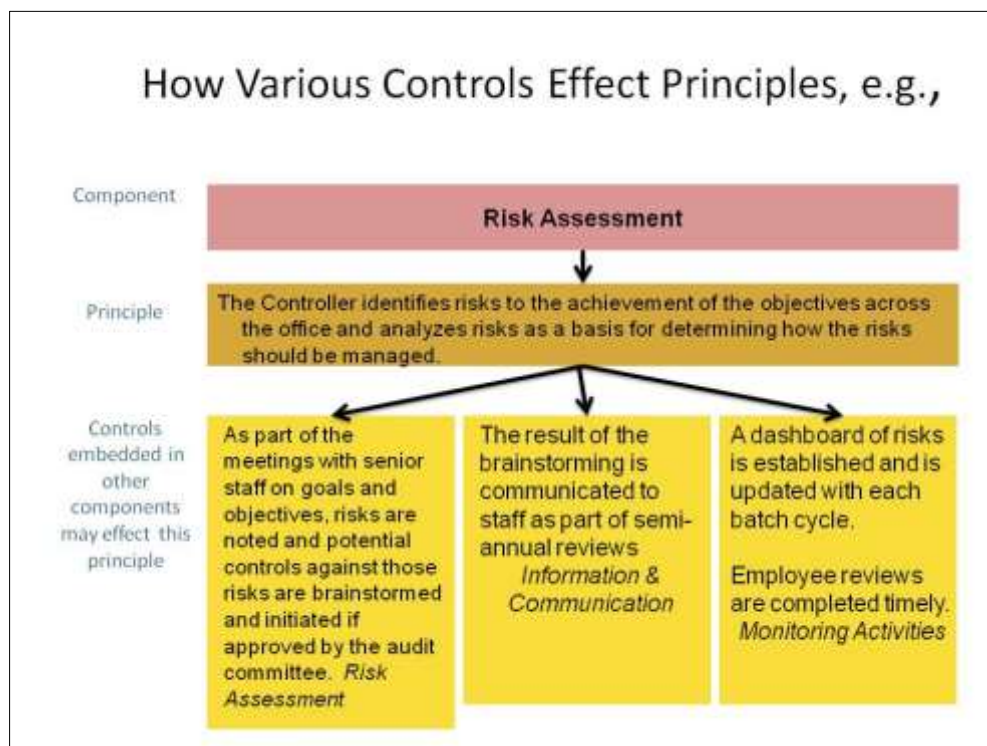 How Various Controls Effect Principles, e.g.,
Component
Risk Assessment
Principle
The Controller identifies risks to the achievement of the objectives across
the office and analyzes risks as a basis for determining how the risks
should be managed.
Controls
embedded in
other
components
may effect this
principle
As part of the
meetings with senior
staff on goals and
objectives, risks are
noted and potential
controls against those
risks are brainstormed
and initiated if
approved by the audit
committee. Risk
Assessment
The result of the
brainstorming is
communicated to
staff as part of semi-
annual reviews
Information &
Communication
A dashboard of risks
is established and is
updated with each
batch cycle.
Employee reviews
are completed timely.
Monitoring Activities